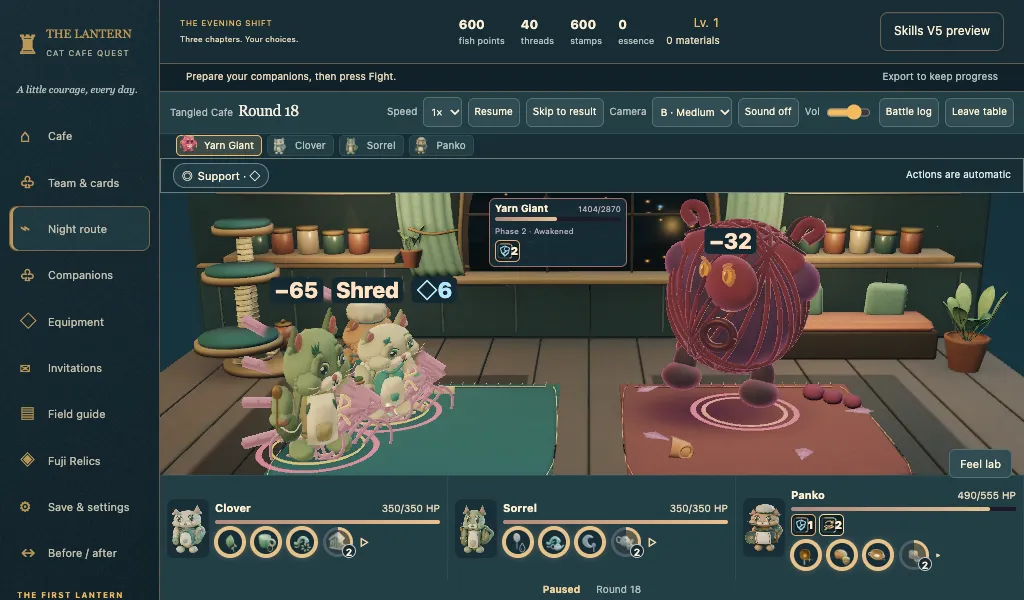 THE LANTERN
CAT CAFE QUEST
A little courage, every day.
Cafe
Team & cards
Night route
Companions
Equipment
Invitations
Field guide
Fuji Relics
Save & settings
Before / after
THE FIRST LANTERN
THE EVENING SHIFT
Three chapters. Your choices.
600 fish points
40 threads
600 stamps
0 essence
Lv. 1
0 materials
Skills V5 preview
Prepare your companions, then press Fight.
Export to keep progress
Tangled Cafe Round 18
Speed 1x Resume Skip to result Camera B · Medium Sound off Vol Battle log Leave table
Yarn Giant Clover Sorrel Panko
Support ·
Actions are automatic
Yarn Giant 1404/2870
Phase 2 · Awakened
2
−32
−65 Shred 6
Feel lab
Clover 350/350 HP
2
Sorrel 350/350 HP
2
Panko 490/555 HP
1 2
2
Paused Round 18